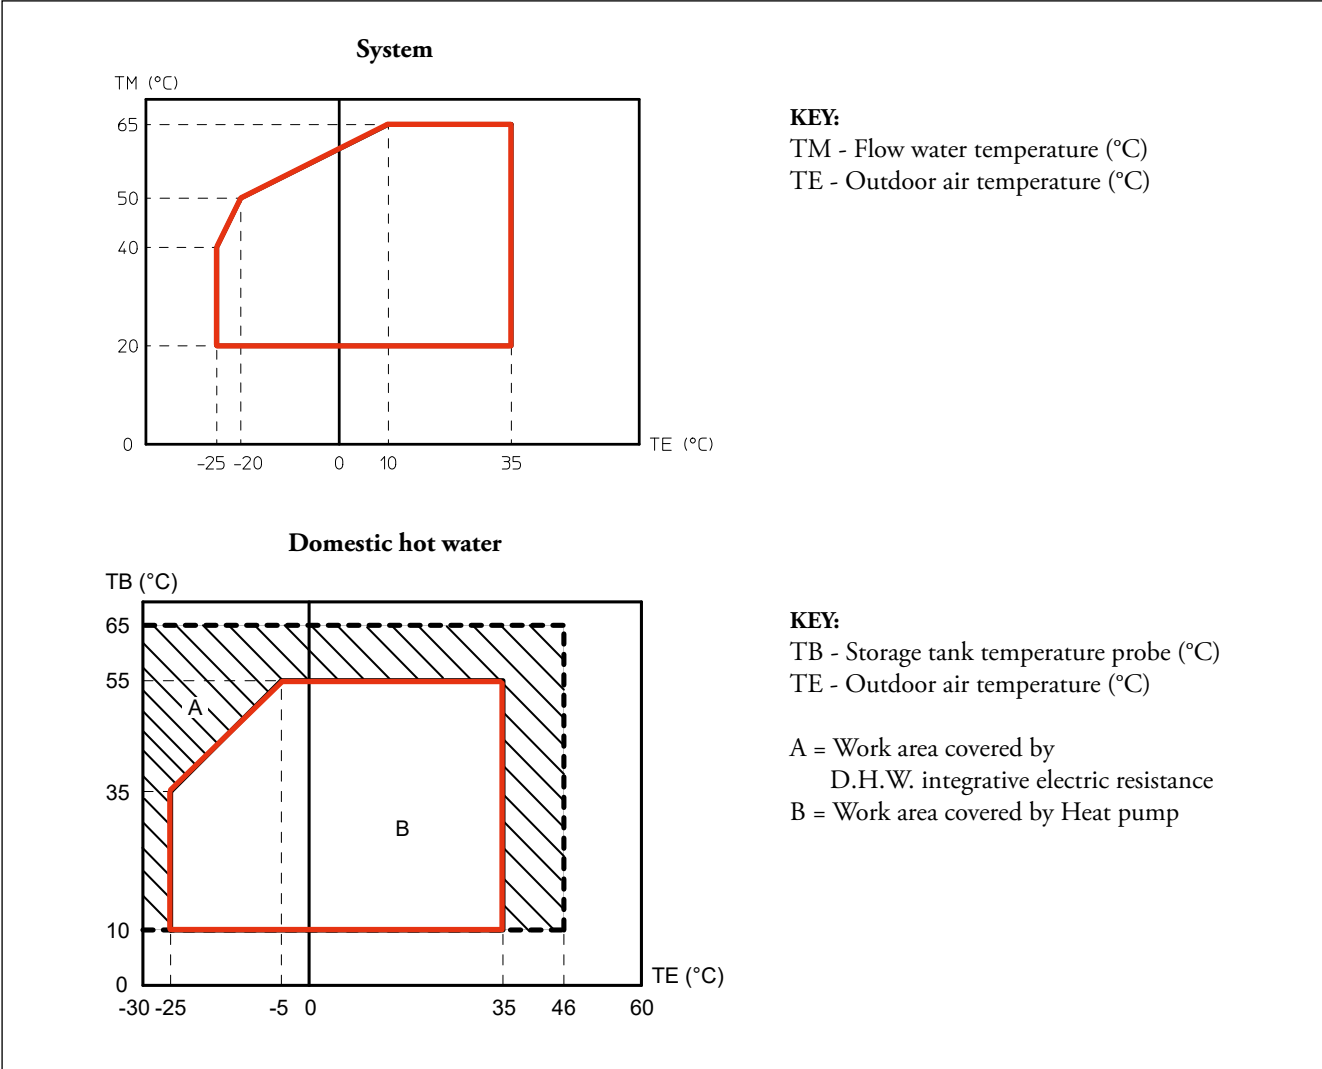 System
TM (°C)
65
50
40
20
0
TE (°C)
-25 -20 0 10 35
KEY:
TM - Flow water temperature (°C)
TE - Outdoor air temperature (°C)
Domestic hot water
TB (°C)
65
55
A
35
B
10
0
TE (°C)
-30 -25 -5 0 35 46 60
KEY:
TB - Storage tank temperature probe (°C)
TE - Outdoor air temperature (°C)
A = Work area covered by
D.H.W. integrative electric resistance
B = Work area covered by Heat pump